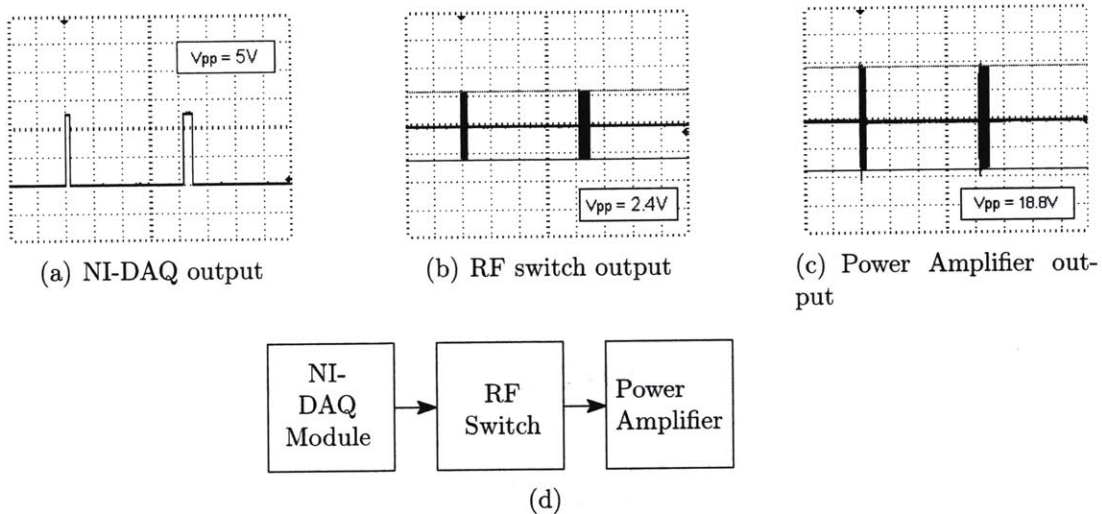 Vpp = 5V
Vpp = 2.4V
Vpp = 18.8V
(a) NI-DAQ output
(b) RF switch output
(c) Power Amplifier out-
put
NI-
DAQ
Module
RF
Switch
Power
Amplifier
(d)